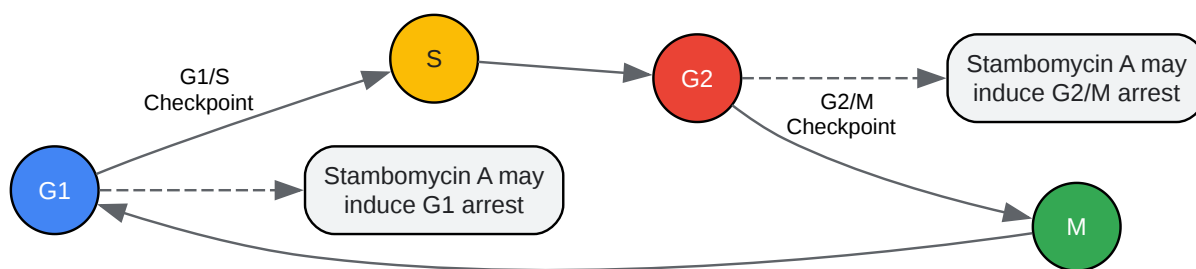 S
G1/S
Checkpoint
G2
Stambomycin A may
induce G2/M arrest
G2/M
Checkpoint
G1
Stambomycin A may
induce G1 arrest
M